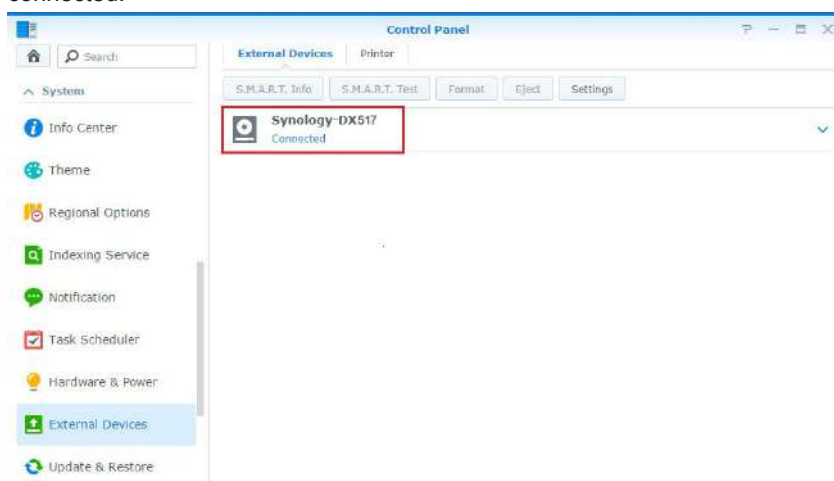 connected.
Control Panel
Search
External Devices Printer
System
S.M.A.R.T. Info S.M.A.R.T. Test Format Eject Settings
Synology-DX517
Connected
Info Center
Theme
Regional Options
Indexing Service
Notification
Task Scheduler
Hardware & Power
External Devices
Update & Restore